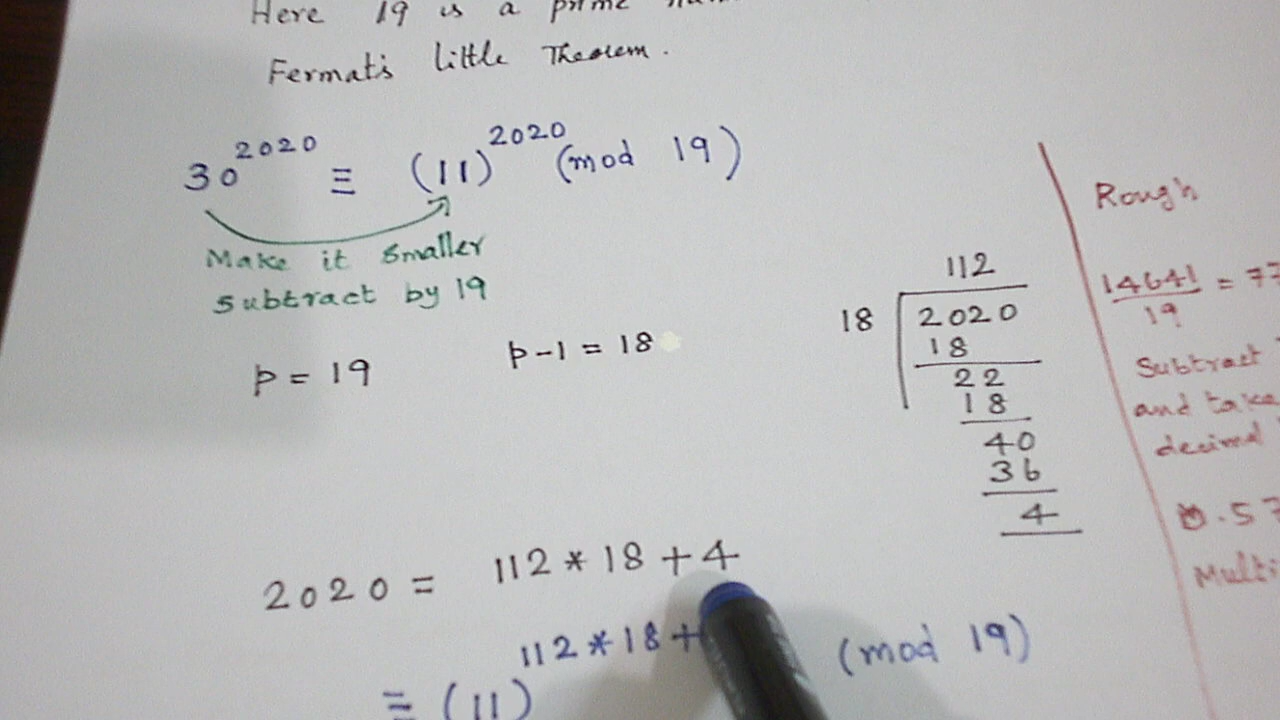 Here 19 is a prime
Fermat's little Theorem.
30^2020 ≡ (11)^2020 (mod 19)
Make it smaller
subtract by 19
p = 19
p-1 = 18
112
18 2020
18
22
18
40
36
4
2020 = 112 * 18 + 4
≡ (11)^112*18+ (mod 19)
Rough
14641/19 = 77
Subtract
and take
decimal
0.57